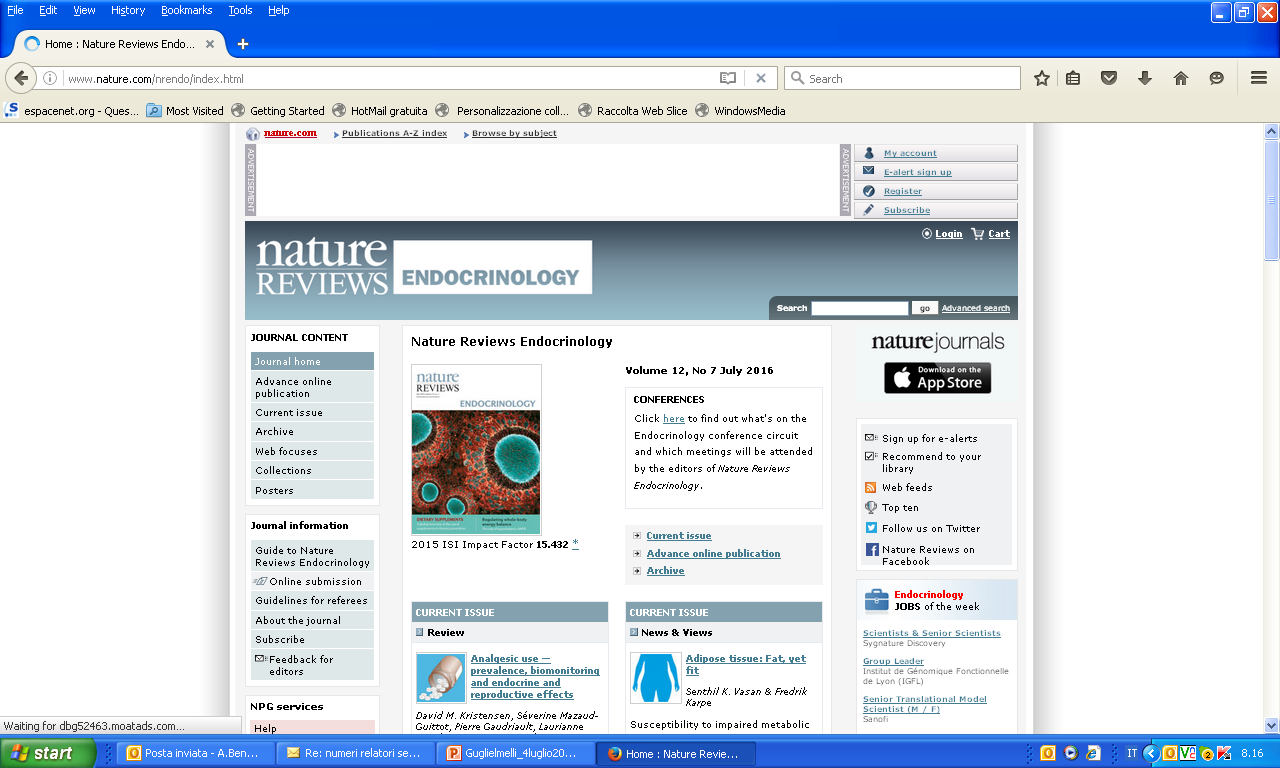 File Edit View History Bookmarks Tools Help
Home : Nature Reviews Endo...
www.nature.com/nrendo/index.html
Search
espacenet.org - Ques... Most Visited Getting Started HotMail gratuita Personalizzazione coll... Raccolta Web Slice WindowsMedia
nature.com Publications A-Z index Browse by subject
ADVERTISEMENT
ADVERTISEMENT
My account
E-alert sign up
Register
Subscribe
Login Cart
nature REVIEWS ENDOCRINOLOGY
Search go Advanced search
JOURNAL CONTENT
Journal home
Advance online
publication
Current issue
Archive
Web focuses
Collections
Posters
Journal information
Guide to Nature
Reviews Endocrinology
Online submission
Guidelines for referees
About the journal
Subscribe
Feedback for
editors
NPG services
Help
Nature Reviews Endocrinology
nature
REVIEWS
ENDOCRINOLOGY
DIETARY SUPPLEMENTS
Regulating whole-body
energy balance
2015 ISI Impact Factor 15.432 *
Volume 12, No 7 July 2016
CONFERENCES
Click here to find out what's on the
Endocrinology conference circuit
and which meetings will be attended
by the editors of Nature Reviews
Endocrinology.
Current issue
Advance online publication
Archive
CURRENT ISSUE
Review
Analgesic use —
prevalence, biomonitoring
and endocrine and
reproductive effects
David M. Kristensen, Séverine Mazaud-
Guittot, Pierre Gaudriault, Laurianne
CURRENT ISSUE
News & Views
Adipose tissue: Fat, yet
fit
Senthil K. Vasan & Fredrik
Karpe
Susceptibility to impaired metabolic
naturejournals
Download on the
App Store
Sign up for e-alerts
Recommend to your
library
Web feeds
Top ten
Follow us on Twitter
Nature Reviews on
Facebook
Endocrinology
JOBS of the week
Scientists & Senior Scientists
Sygnature Discovery
Group Leader
Institut de Génomique Fonctionnelle
de Lyon (IGFL)
Senior Translational Model
Scientist (M / F)
Sanofi
Waiting for dbg52463.moatads.com...
start Posta inviata - A.Ben... Re: numeri relatori se... Guglielmelli_4luglio20... Home : Nature Revie... IT 8.16